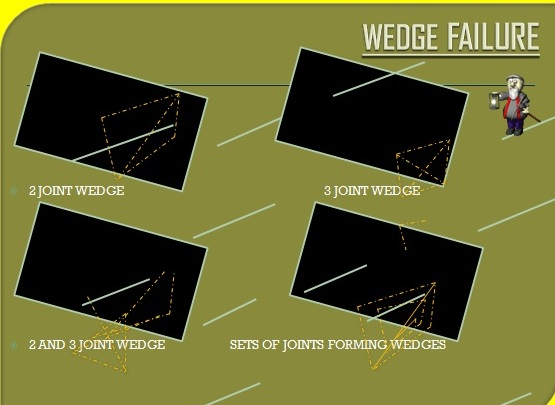 WEDGE FAILURE
2 JOINT WEDGE
3 JOINT WEDGE
2 AND 3 JOINT WEDGE
SETS OF JOINTS FORMING WEDGES